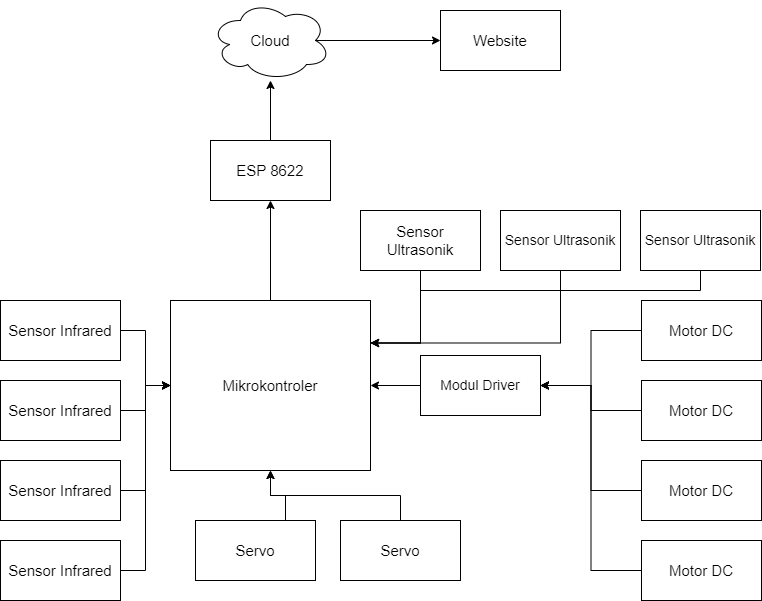 Cloud
Website
ESP 8622
Sensor
Ultrasonik
Sensor Ultrasonik
Sensor Ultrasonik
Sensor Infrared
Mikrokontroler
Motor DC
Modul Driver
Sensor Infrared
Motor DC
Sensor Infrared
Motor DC
Servo
Servo
Sensor Infrared
Motor DC